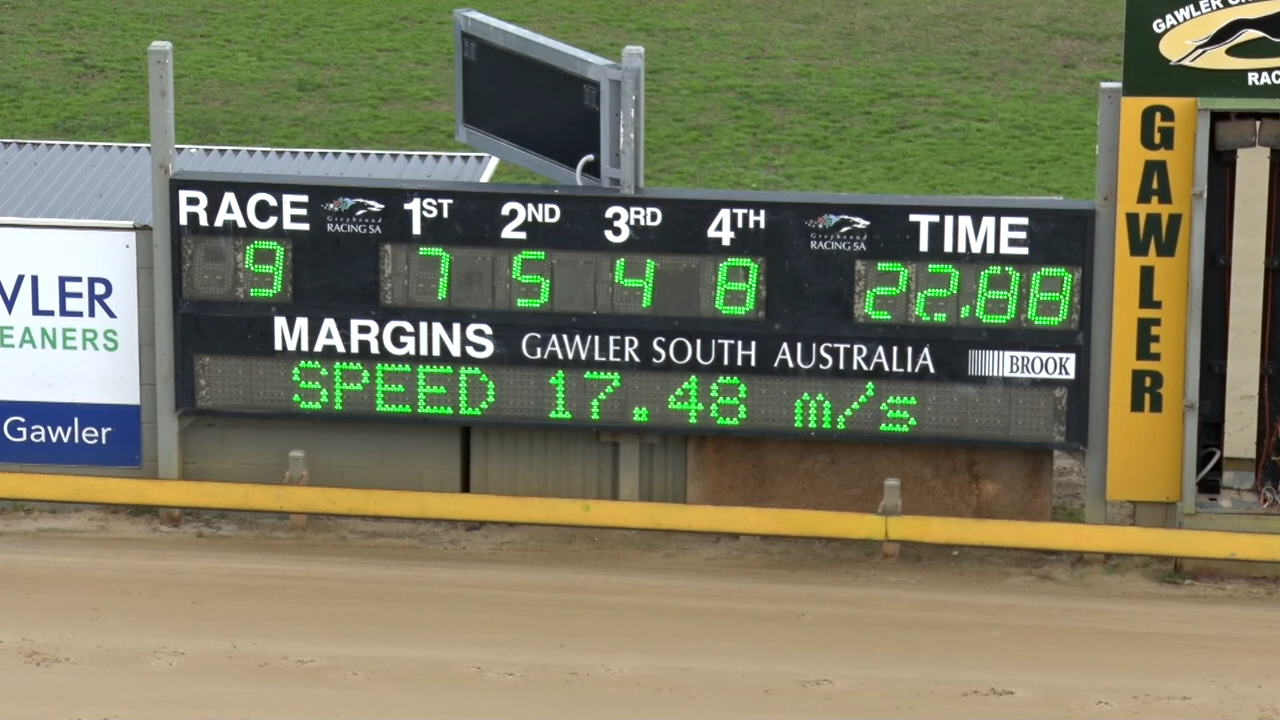 GAWLER
RAC
RACE
Greyhound
RACING SA
1ST
2ND
3RD
4TH
Greyhound
RACING SA
TIME
9
7
5
4
8
22.88
MARGINS
GAWLER SOUTH AUSTRALIA
BROOK
SPEED 17.48 m/s
WLER
EANERS
Gawler
GAWLER